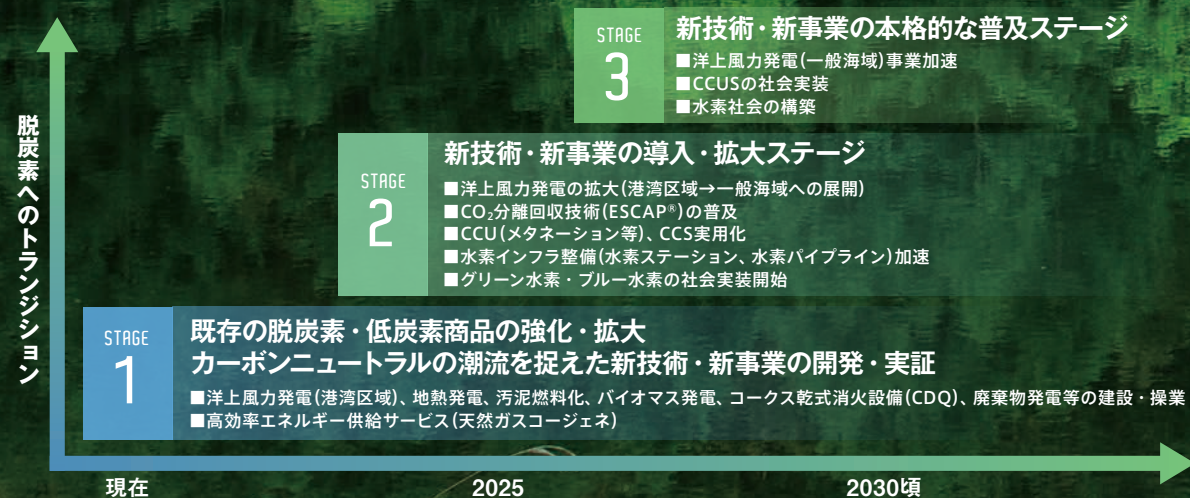 脱炭素へのトランジション
STAGE
3
新技術・新事業の本格的な普及ステージ
■洋上風力発電(一般海域)事業加速
■CCUSの社会実装
■水素社会の構築
STAGE
2
新技術・新事業の導入・拡大ステージ
■洋上風力発電の拡大(港湾区域→一般海域への展開)
■CO₂分離回収技術(ESCAP®)の普及
■CCU(メタネーション等)、CCS実用化
■水素インフラ整備(水素ステーション、水素パイプライン)加速
■グリーン水素・ブルー水素の社会実装開始
STAGE
1
既存の脱炭素・低炭素商品の強化・拡大
カーボンニュートラルの潮流を捉えた新技術・新事業の開発・実証
■洋上風力発電(港湾区域)、地熱発電、汚泥燃料化、バイオマス発電、コークス乾式消火設備(CDQ)、廃棄物発電等の建設・操業
■高効率エネルギー供給サービス(天然ガスコージェネ)
現在
2025
2030頃